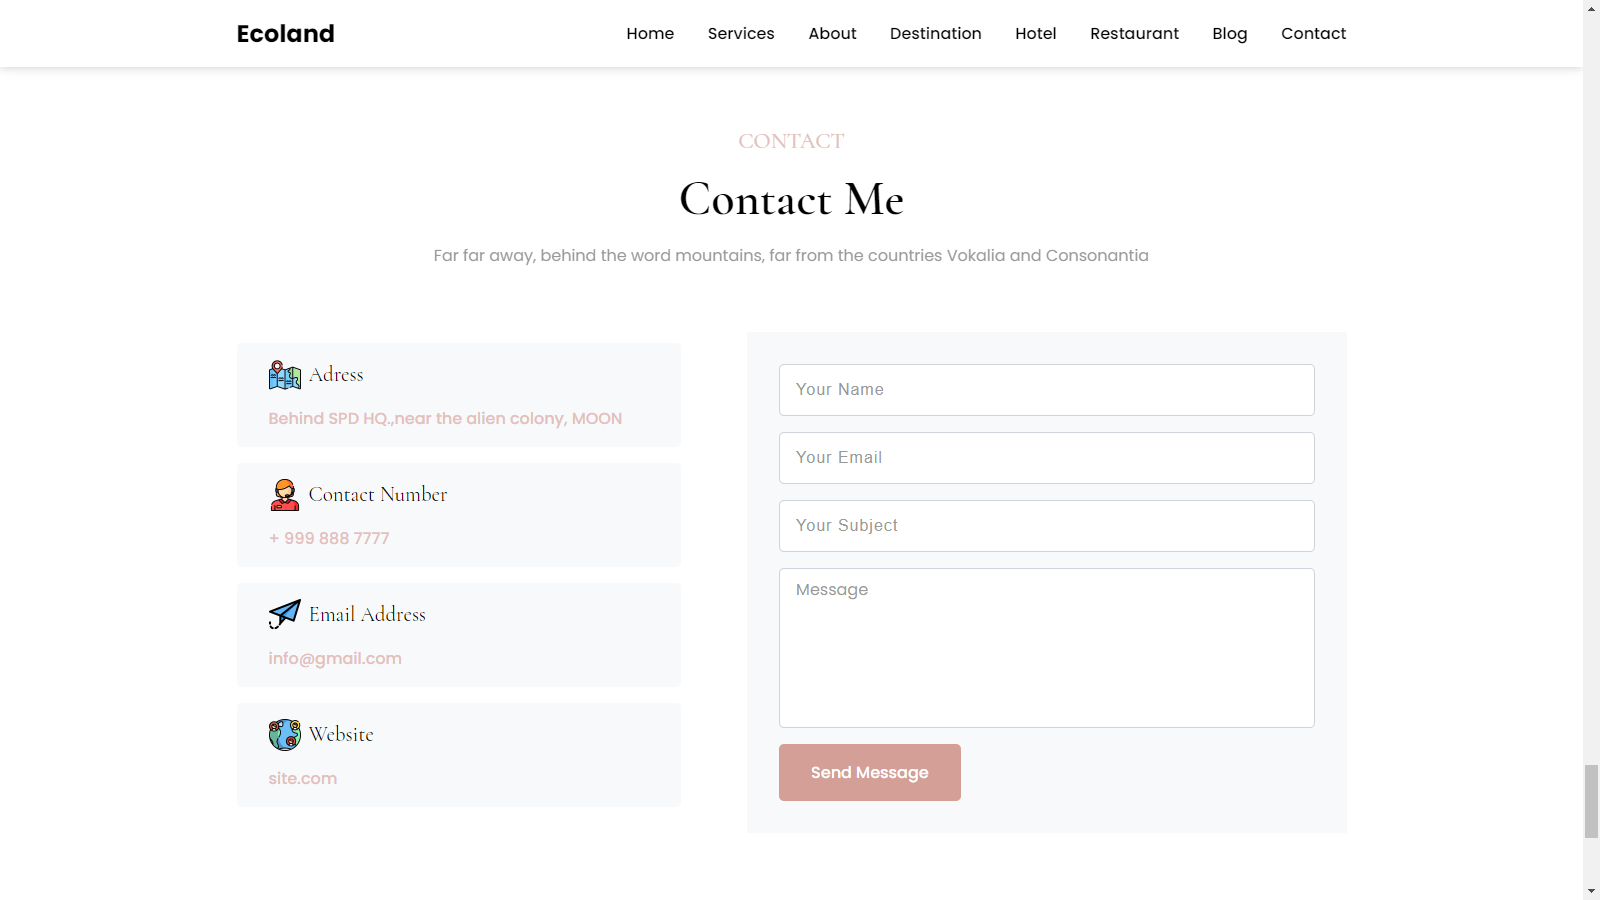 Ecoland
Home Services About Destination Hotel Restaurant Blog Contact
CONTACT
Contact Me
Far far away, behind the word mountains, far from the countries Vokalia and Consonantia
Adress
Behind SPD HQ.,near the alien colony, MOON
Contact Number
+ 999 888 7777
Email Address
info@gmail.com
Website
site.com
Your Name
Your Email
Your Subject
Message
Send Message